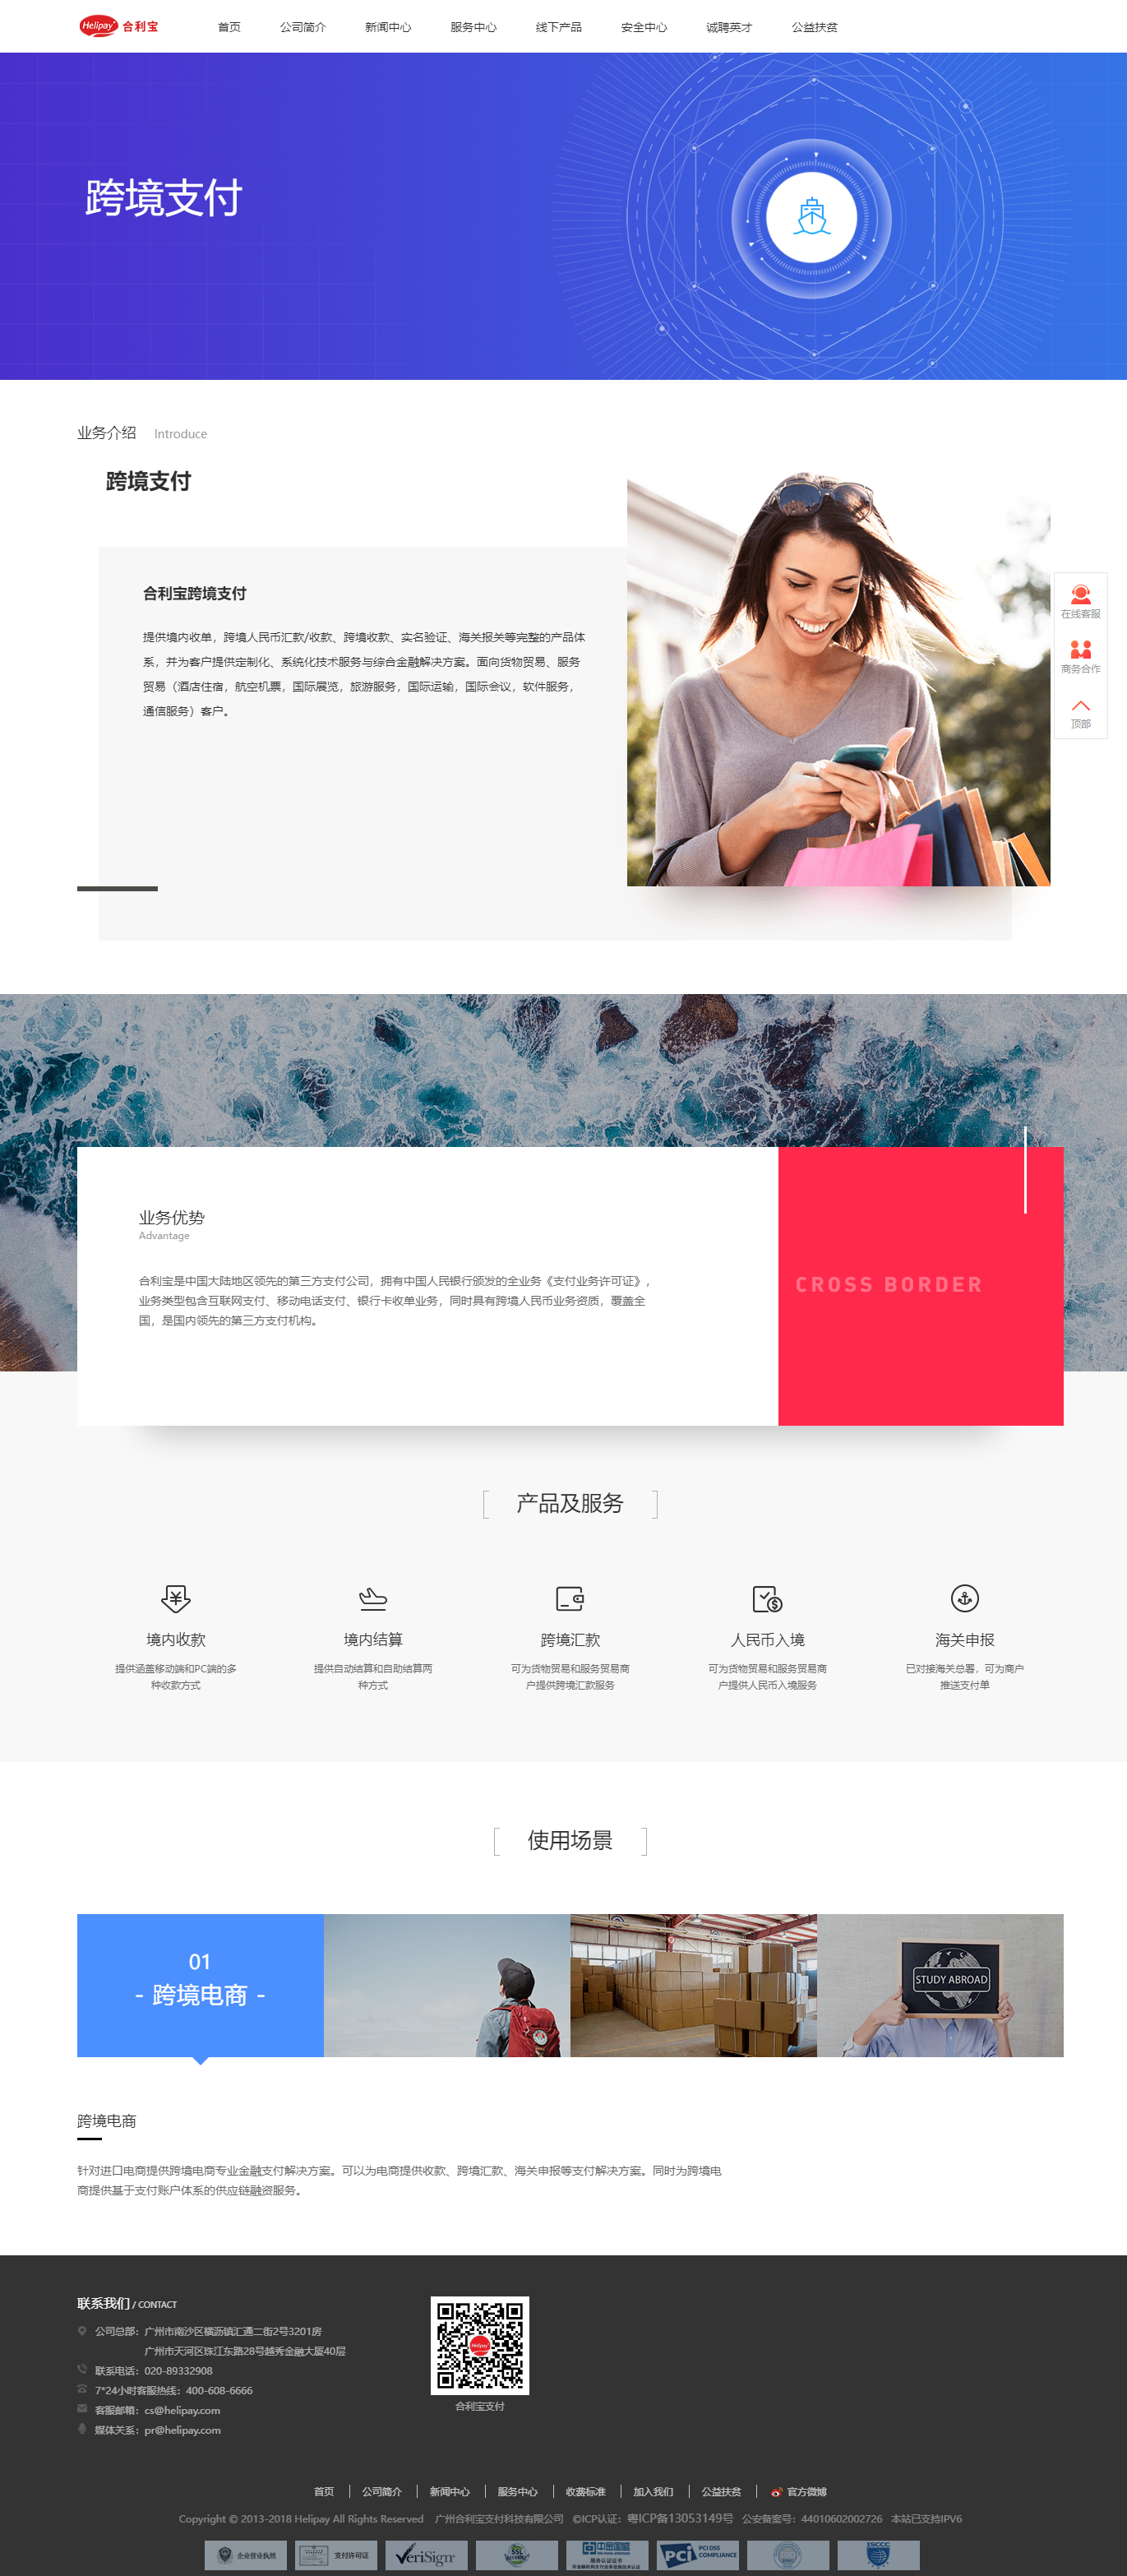 Helipay 合利宝
首页 公司简介 新闻中心 服务中心 线下产品 安全中心 诚聘英才 公益扶贫
跨境支付
业务介绍 Introduce
跨境支付
合利宝跨境支付
提供境内收单，跨境人民币汇款/收款、跨境收款、实名验证、海关报关等完整的产品体
系，并为客户提供定制化、系统化技术服务与综合金融解决方案。面向货物贸易、服务
贸易（酒店住宿，航空机票，国际展览，旅游服务，国际运输，国际会议，软件服务，
通信服务）客户。
在线客服
商务合作
顶部
业务优势
Advantage
合利宝是中国大陆地区领先的第三方支付公司，拥有中国人民银行颁发的全业务《支付业务许可证》，
业务类型包含互联网支付、移动电话支付、银行卡收单业务，同时具有跨境人民币业务资质，覆盖全
国，是国内领先的第三方支付机构。
CROSS BORDER
产品及服务
境内收款
提供涵盖移动端和PC端的多
种收款方式
境内结算
提供自动结算和自助结算两
种方式
跨境汇款
可为货物贸易和服务贸易商
户提供跨境汇款服务
人民币入境
可为货物贸易和服务贸易商
户提供人民币入境服务
海关申报
已对接海关总署，可为商户
推送支付单
使用场景
01
- 跨境电商 -
STUDY ABROAD
跨境电商
针对进口电商提供跨境电商专业金融支付解决方案。可以为电商提供收款、跨境汇款、海关申报等支付解决方案。同时为跨境电
商提供基于支付账户体系的供应链融资服务。
联系我们 / CONTACT
公司总部：广州市南沙区横沥镇汇通二街2号3201房
广州市天河区珠江东路28号越秀金融大厦40层
联系电话：020-89332908
7*24小时客服热线：400-608-6666
客服邮箱：cs@helipay.com
媒体关系：pr@helipay.com
Helipay
合利宝支付
首页 公司简介 新闻中心 服务中心 收费标准 加入我们 公益扶贫 官方微博
Copyright © 2013-2018 Helipay All Rights Reserved 广州合利宝支付科技有限公司 ©ICP认证：粤ICP备13053149号 公安备案号：44010602002726 本站已支持IPV6
企业营业执照 支付许可证 VeriSign SSL SECURITY 中金国盛 服务认证证书 非金融机构支付业务设施技术认证 PCI PCI DSS COMPLIANCE ISO ISCCC